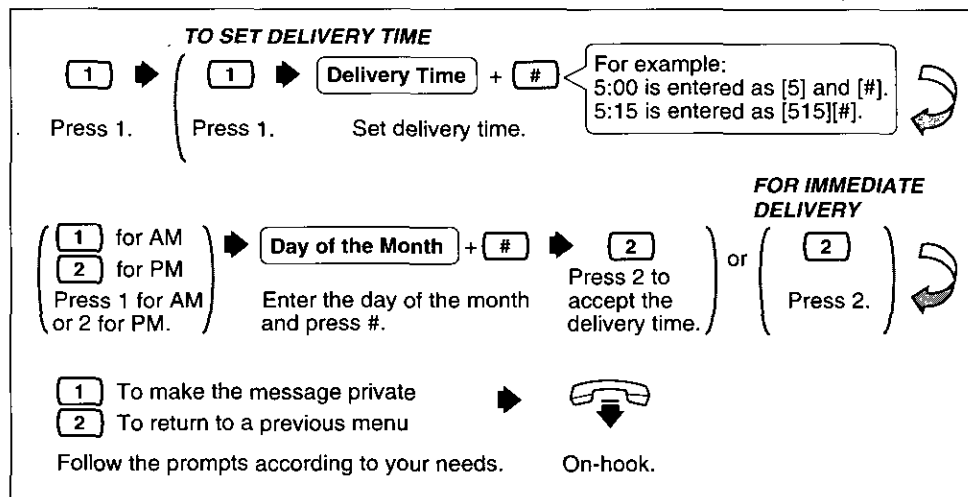 TO SET DELIVERY TIME
1 1 Delivery Time + #
For example:
5:00 is entered as [5] and [#].
5:15 is entered as [515][#].
Press 1. Press 1. Set delivery time.
FOR IMMEDIATE
DELIVERY
1 for AM
2 for PM
Press 1 for AM
or 2 for PM.
Day of the Month + #
Enter the day of the month
and press #.
2
Press 2 to
accept the
delivery time.
or
2
Press 2.
1 To make the message private
2 To return to a previous menu
Follow the prompts according to your needs. On-hook.